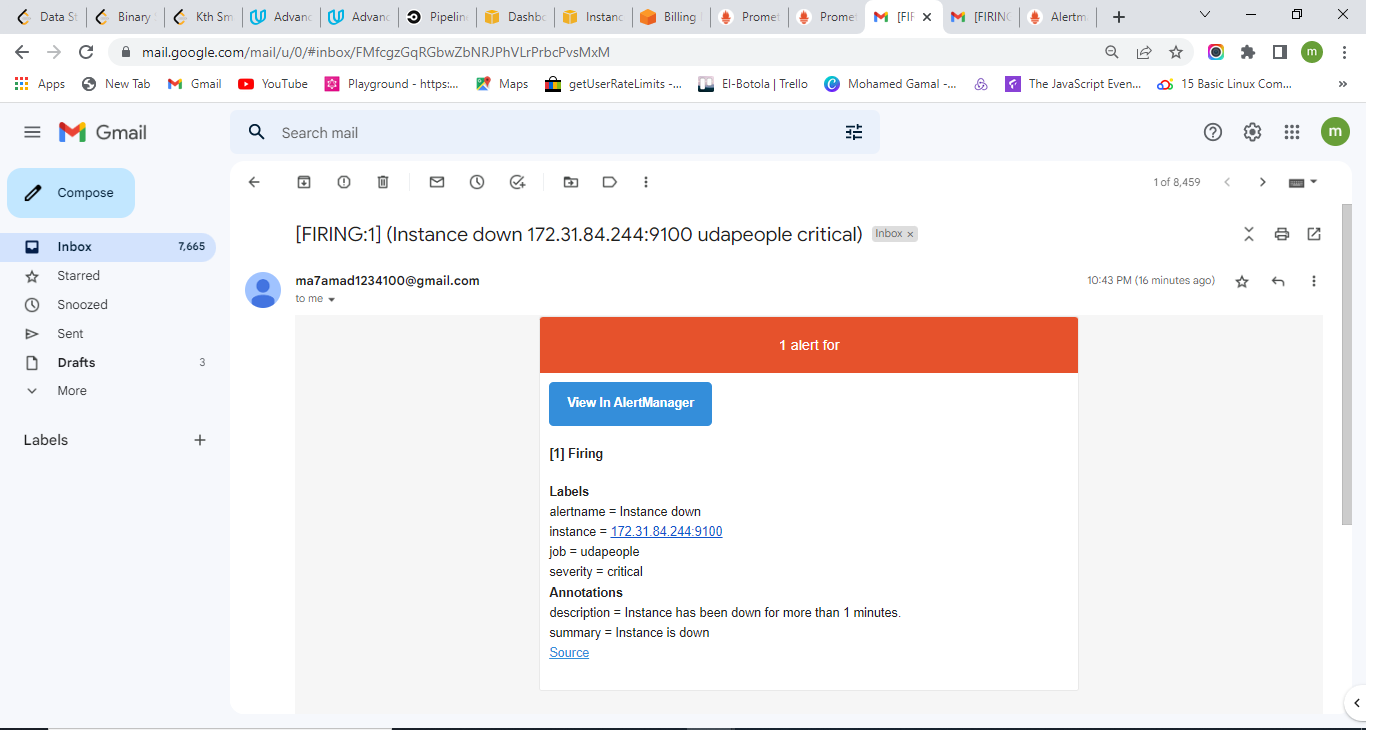 Data St
Binary
Kth Sm
Advanc
Advanc
Pipelin
Dashbo
Instanc
Billing
Promet
Promet
[FIF
[FIRING
Alertm
mail.google.com/mail/u/0/#inbox/FMfcgzGqRGbwZbNRJPhVLrPrbcPvsMxM
m
Apps
New Tab
Gmail
YouTube
Playground - https:...
Maps
getUserRateLimits -...
El-Botola | Trello
Mohamed Gamal -...
The JavaScript Even...
15 Basic Linux Com...
»
Gmail
Search mail
m
Compose
1 of 8,459
Inbox 7,665
Starred
Snoozed
Sent
Drafts 3
More
Labels
[FIRING:1] (Instance down 172.31.84.244:9100 udapeople critical) Inbox ×
ma7amad1234100@gmail.com
10:43 PM (16 minutes ago)
to me
1 alert for
View In AlertManager
[1] Firing
Labels
alertname = Instance down
instance = 172.31.84.244:9100
job = udapeople
severity = critical
Annotations
description = Instance has been down for more than 1 minutes.
summary = Instance is down
Source